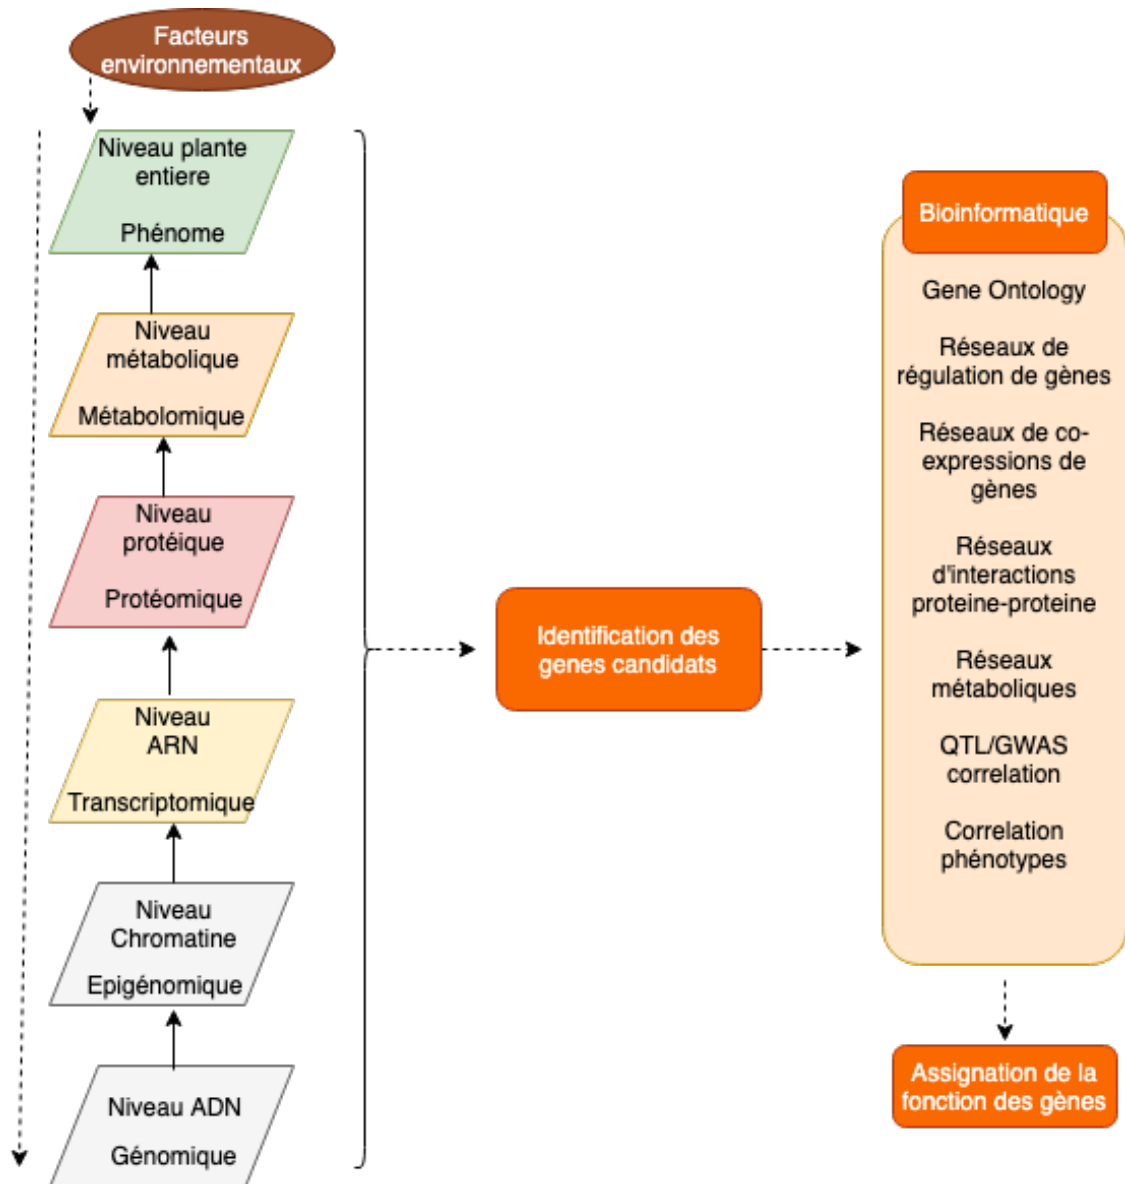 Facteurs
environnementaux
Niveau plante
entiere
Phénome
Niveau
métabolique
Métabolomique
Niveau
protéique
Protéomique
Niveau
ARN
Transcriptomique
Niveau
Chromatine
Epigénomique
Niveau ADN
Génomique
Identification des
genes candidats
Bioinformatique
Gene Ontology
Réseaux de
régulation de gènes
Réseaux de co-
expressions de
gènes
Réseaux
d'interactions
proteine-proteine
Réseaux
métaboliques
QTL/GWAS
correlation
Correlation
phénotypes
Assignation de la
fonction des gènes